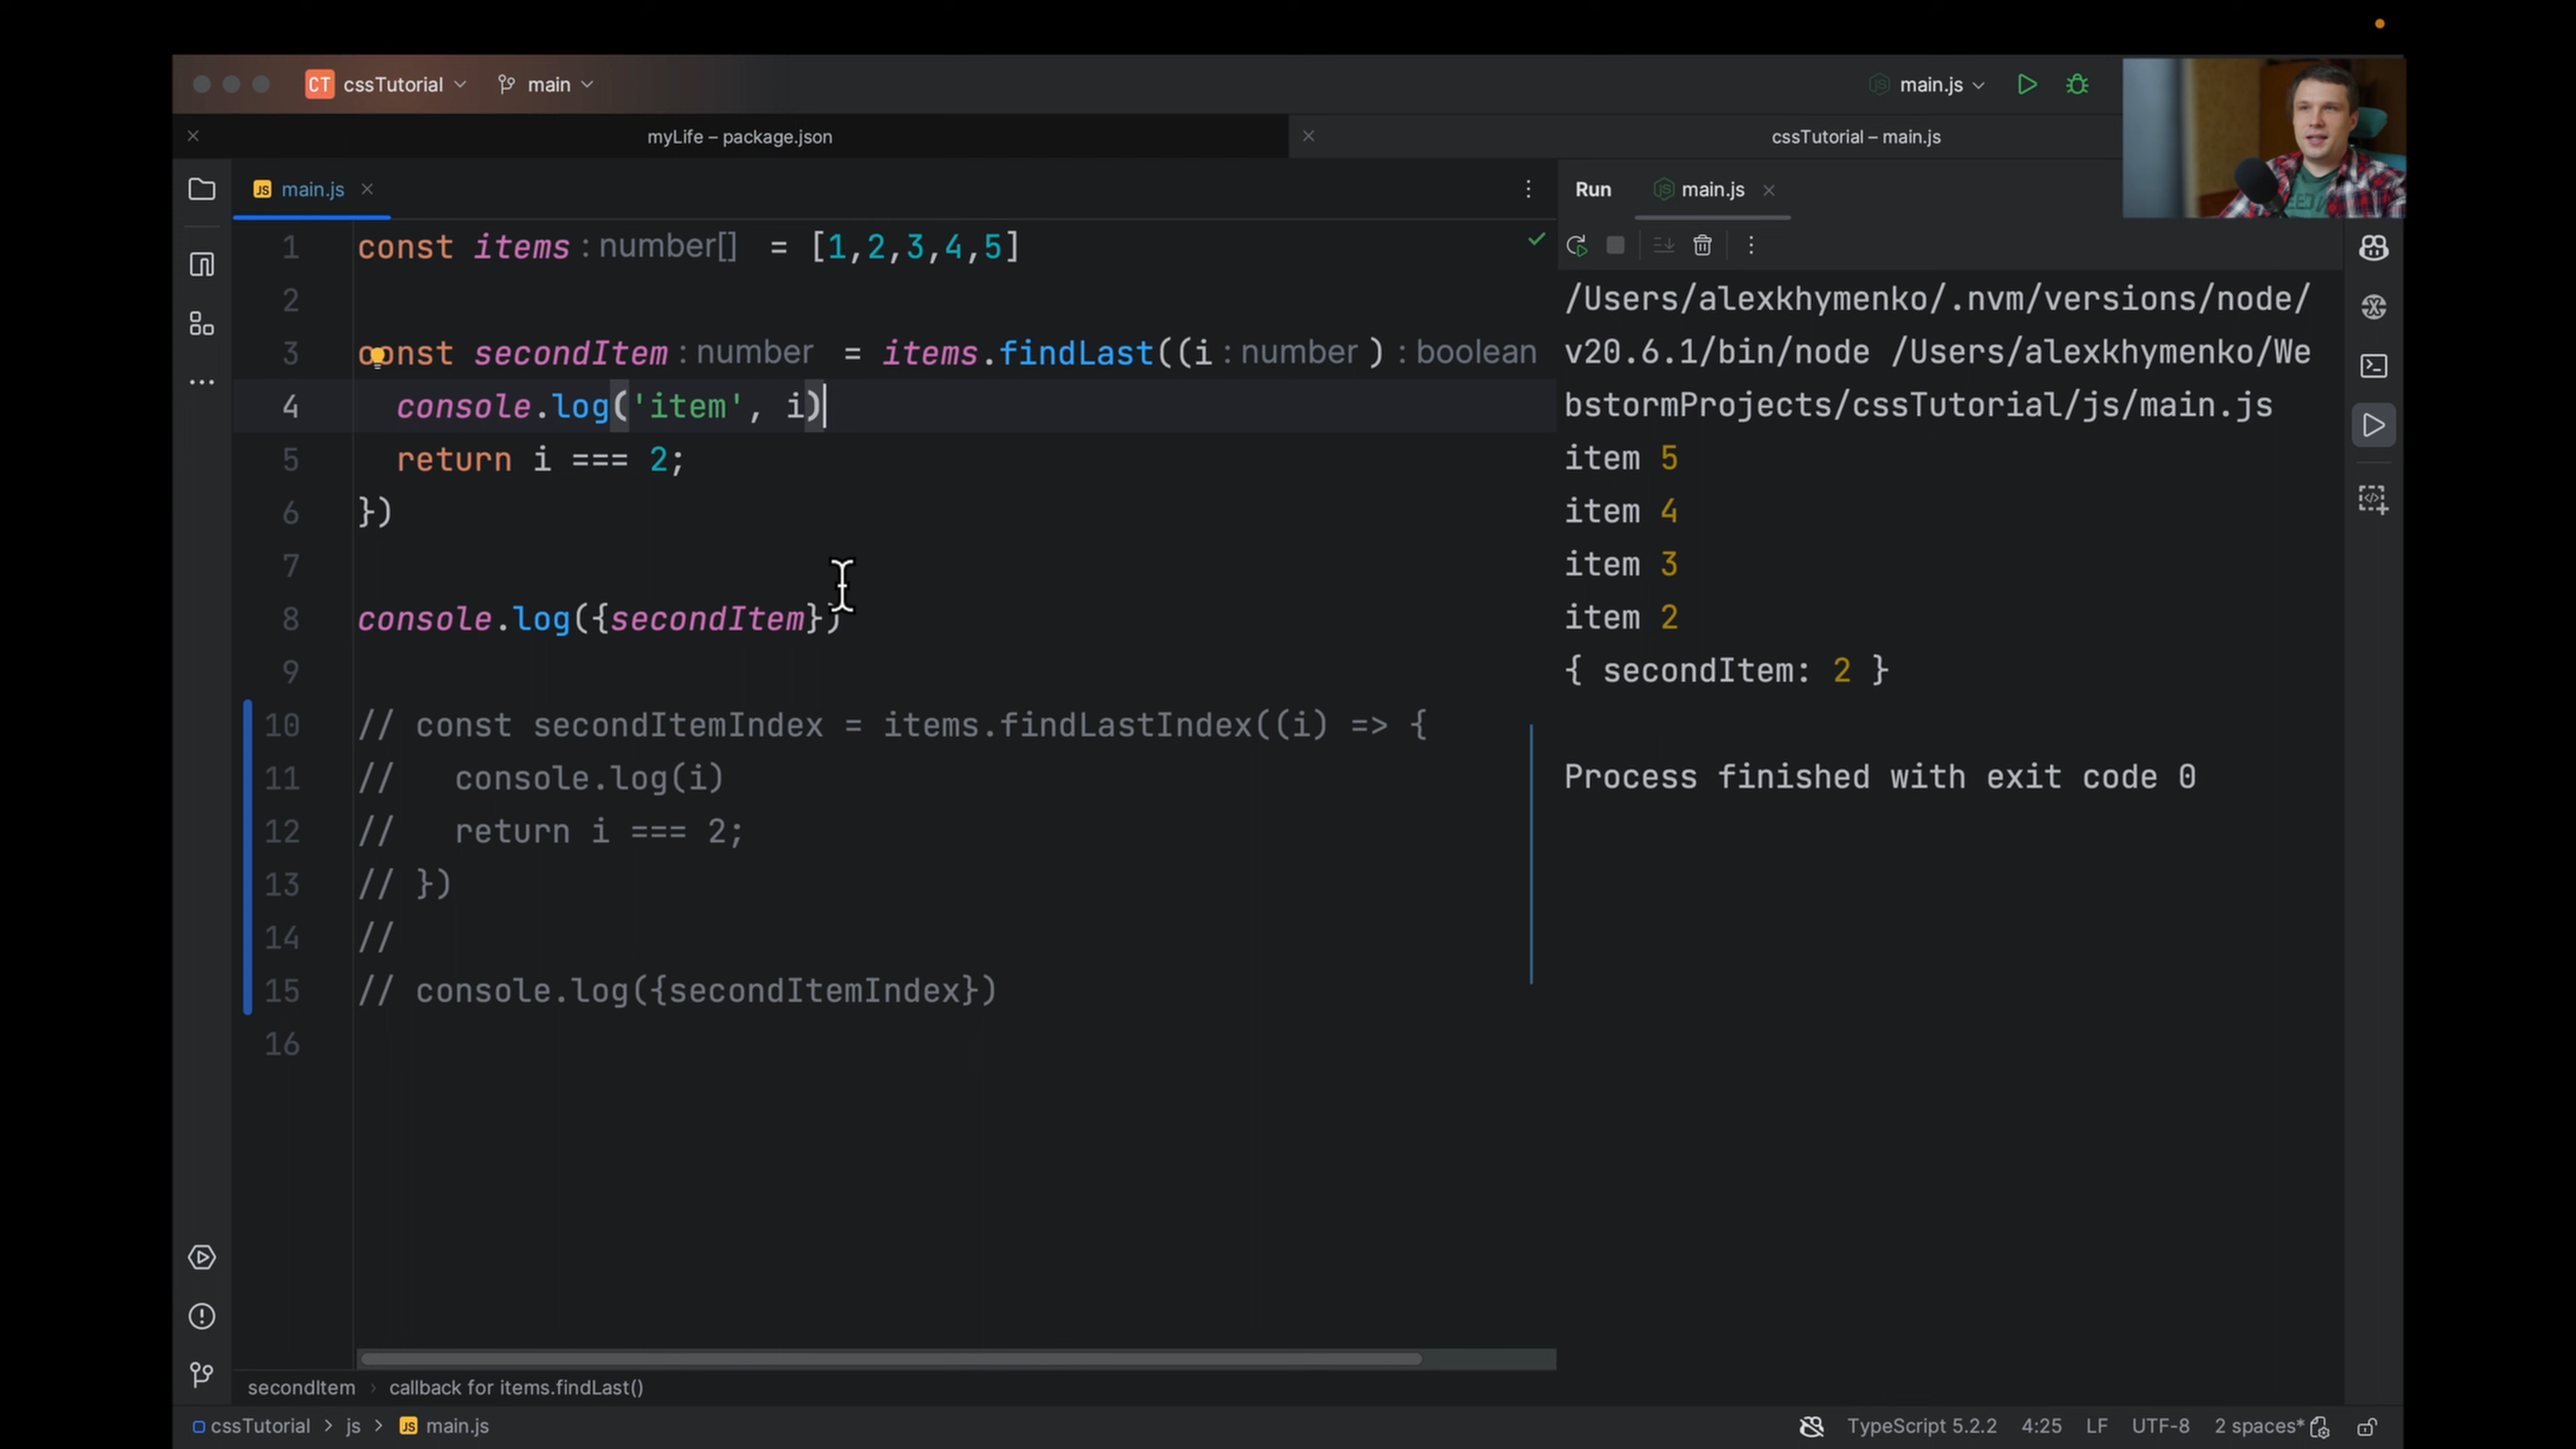 CT cssTutorial main
main.js
myLife – package.json
cssTutorial – main.js
JS main.js
Run main.js
1 const items : number[] = [1,2,3,4,5]
2
3 const secondItem : number = items.findLast((i : number ) : boolean
4 console.log('item', i)
5 return i === 2;
6 })
7
8 console.log({secondItem})
9
10 // const secondItemIndex = items.findLastIndex((i) => {
11 // console.log(i)
12 // return i === 2;
13 // })
14 //
15 // console.log({secondItemIndex})
16
/Users/alexkhymenko/.nvm/versions/node/
v20.6.1/bin/node /Users/alexkhymenko/We
bstormProjects/cssTutorial/js/main.js
item 5
item 4
item 3
item 2
{ secondItem: 2 }
Process finished with exit code 0
secondItem › callback for items.findLast()
cssTutorial > js > JS main.js
TypeScript 5.2.2 4:25 LF UTF-8 2 spaces*